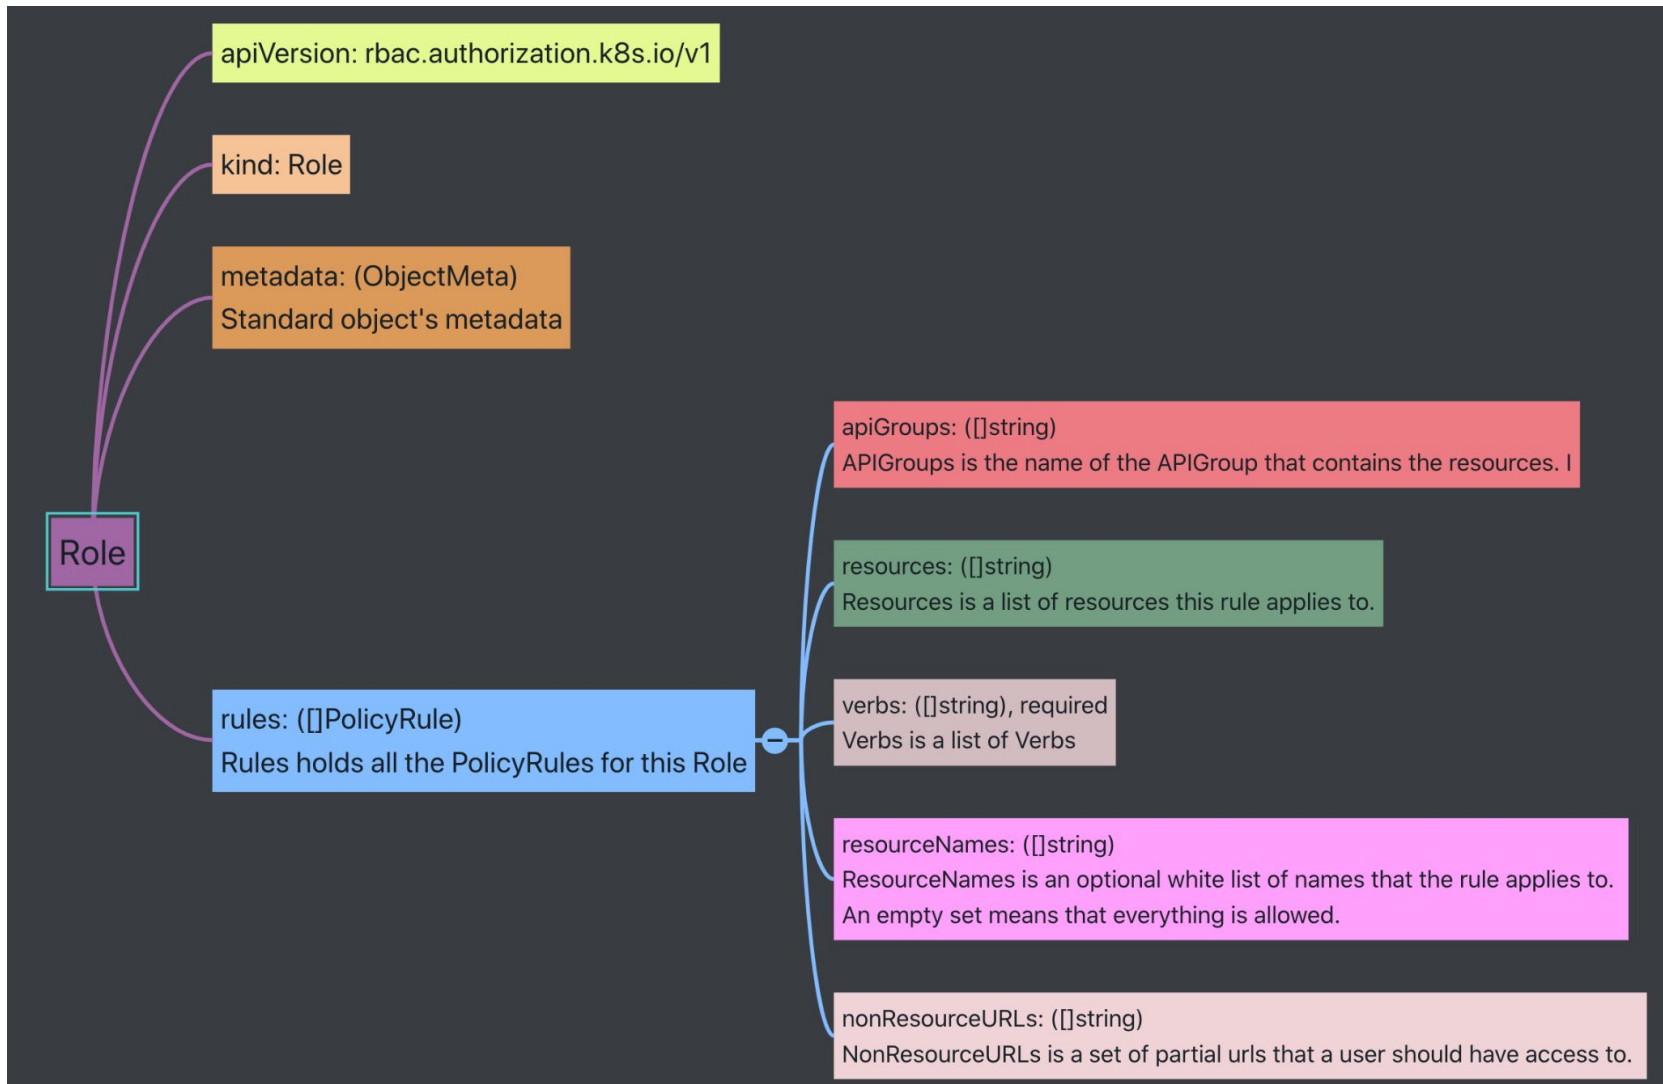 apiVersion: rbac.authorization.k8s.io/v1
kind: Role
metadata: (ObjectMeta)
Standard object's metadata
Role
rules: ([]PolicyRule)
Rules holds all the PolicyRules for this Role
apiGroups: ([]string)
APIGroups is the name of the APIGroup that contains the resources. I
resources: ([]string)
Resources is a list of resources this rule applies to.
verbs: ([]string), required
Verbs is a list of Verbs
resourceNames: ([]string)
ResourceNames is an optional white list of names that the rule applies to.
An empty set means that everything is allowed.
nonResourceURLs: ([]string)
NonResourceURLs is a set of partial urls that a user should have access to.